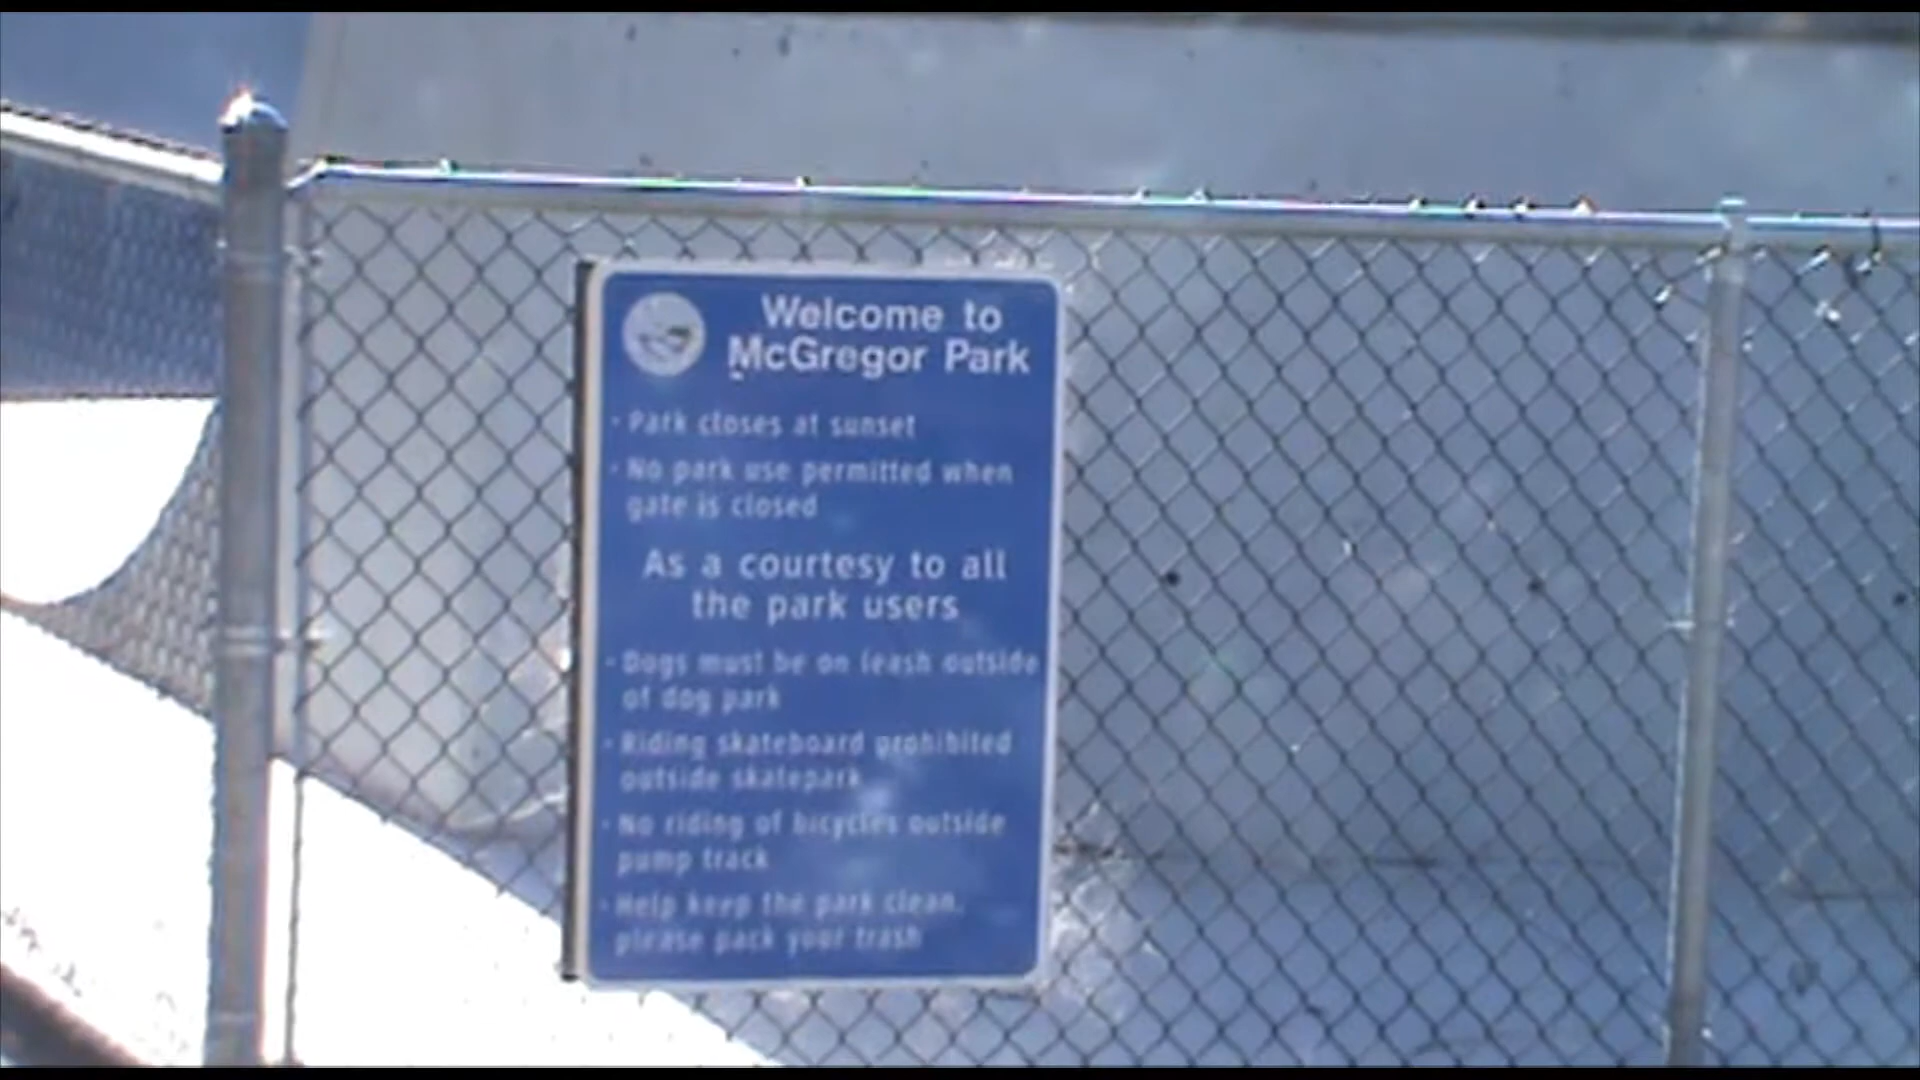 Welcome to
McGregor Park
· Park closes at sunset
· No park use permitted when
gate is closed
As a courtesy to all
the park users
· Dogs must be on leash outside
of dog park
· Riding skateboard prohibited
outside skatepark
· No riding of bicycles outside
pump track
· Help keep the park clean,
please pack your trash